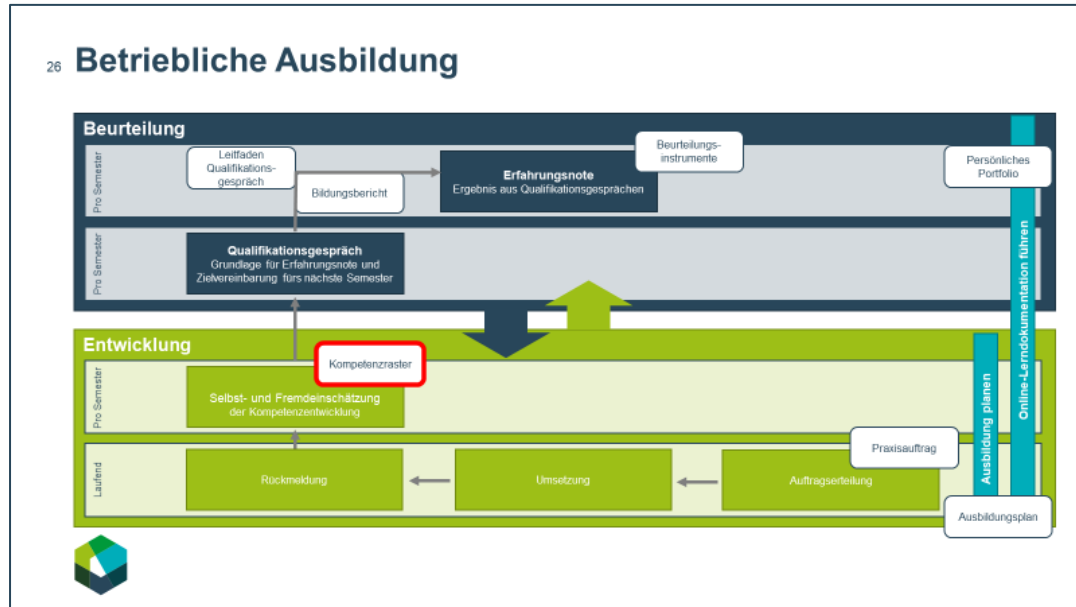 26 Betriebliche Ausbildung
Beurteilung
Pro Semester
Leitfaden
Qualifikations-
gespräch
Bildungsbericht
Erfahrungsnote
Ergebnis aus Qualifikationsgesprächen
Beurteilungs-
instrumente
Persönliches
Portfolio
Pro Semester
Qualifikationsgespräch
Grundlage für Erfahrungsnote und
Zielvereinbarung fürs nächste Semester
Online-Lerndokumentation führen
Entwicklung
Pro Semester
Kompetenzraster
Selbst- und Fremdeinschätzung
der Kompetenzentwicklung
Ausbildung planen
Laufend
Rückmeldung
Umsetzung
Praxisauftrag
Auftragserteilung
Ausbildungsplan